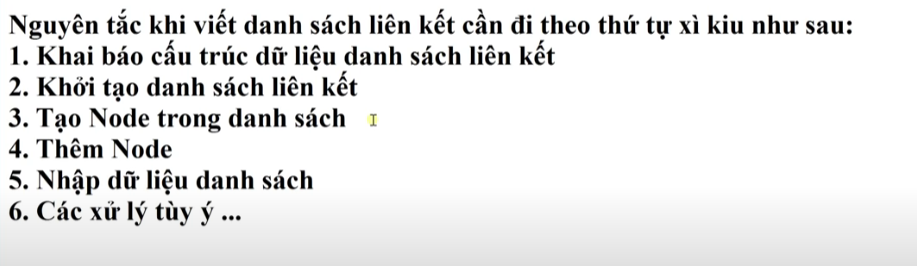 Nguyên tắc khi viết danh sách liên kết cần đi theo thứ tự xì kiu như sau:
1. Khai báo cấu trúc dữ liệu danh sách liên kết
2. Khởi tạo danh sách liên kết
3. Tạo Node trong danh sách
4. Thêm Node
5. Nhập dữ liệu danh sách
6. Các xử lý tùy ý ...